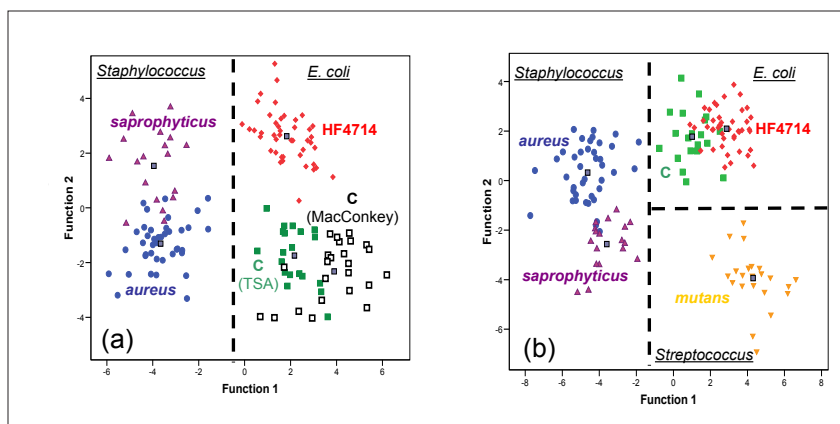 Staphylococcus
E. coli
saprophyticus
HF4714
4
2
0
-2
-4
Function 2
C
(MacConkey)
C
(TSA)
aureus
(a)
-6
-4
-2
0
2
4
6
Function 1
Staphylococcus
E. coli
aureus
HF4714
C
4
2
0
-2
-4
-6
Function 2
saprophyticus
mutans
(b)
Streptococcus
-8
-6
-4
-2
0
2
4
6
8
Function 1